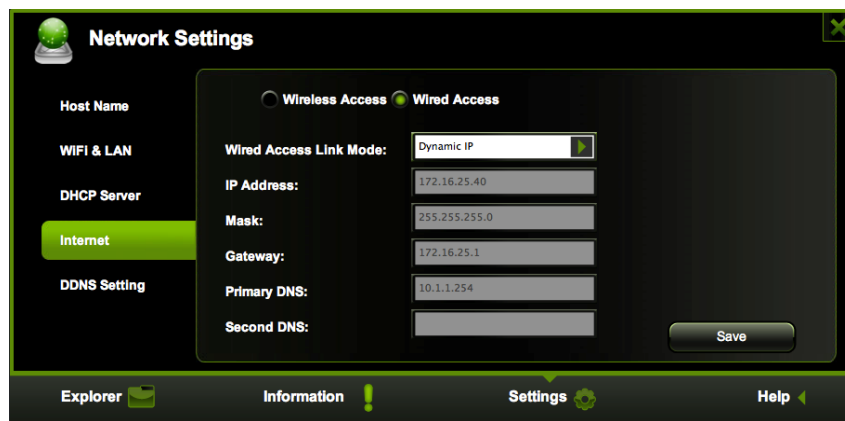 Network Settings
Host Name
WIFI & LAN
DHCP Server
Internet
DDNS Setting
Wireless Access Wired Access
Wired Access Link Mode: Dynamic IP
IP Address: 172.16.25.40
Mask: 255.255.255.0
Gateway: 172.16.25.1
Primary DNS: 10.1.1.254
Second DNS:
Save
Explorer Information Settings Help